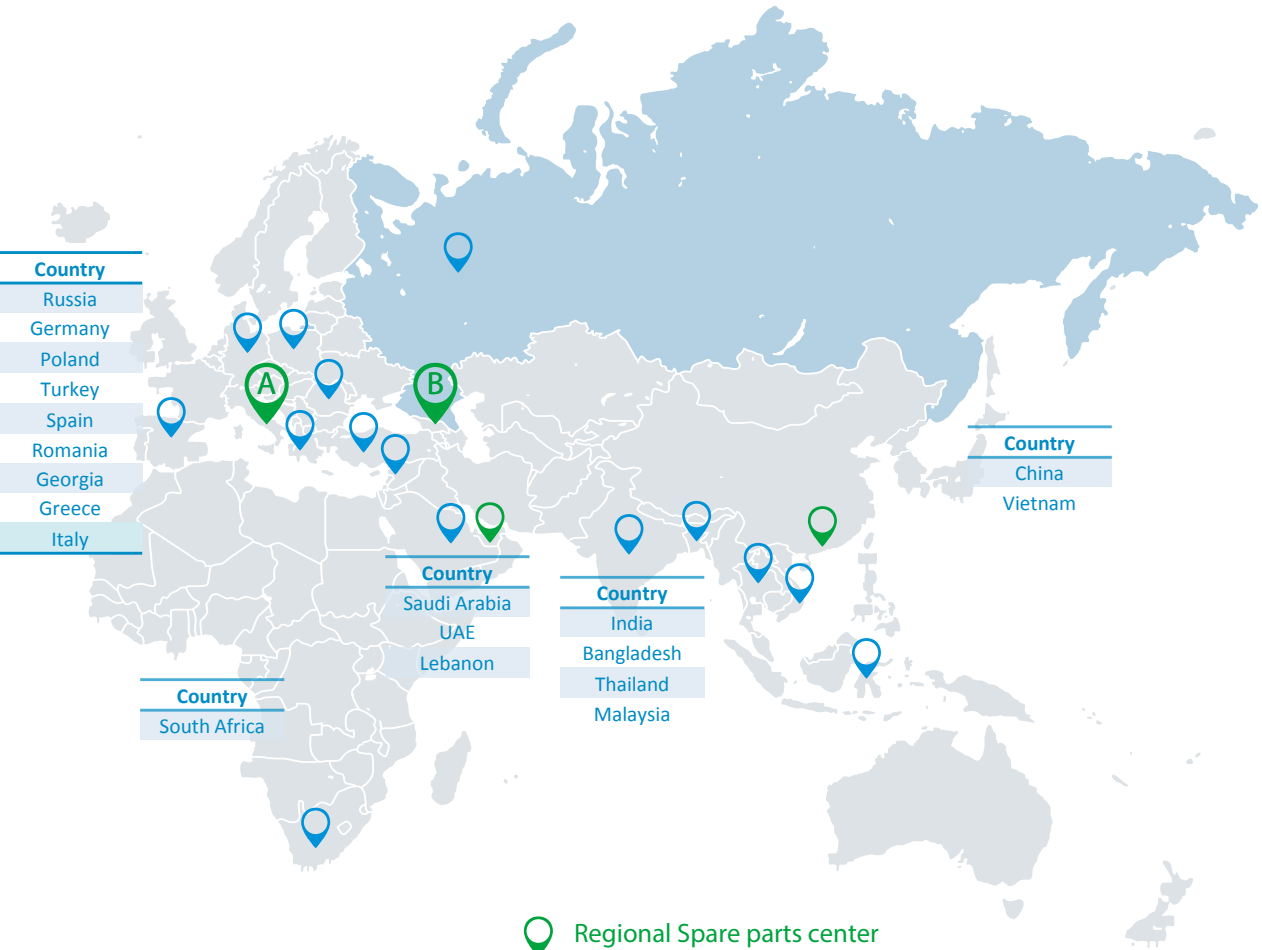 A
B
Country
Russia
Germany
Poland
Turkey
Spain
Romania
Georgia
Greece
Italy
Country
China
Vietnam
Country
Saudi Arabia
UAE
Lebanon
Country
India
Bangladesh
Thailand
Malaysia
Country
South Africa
Regional Spare parts center